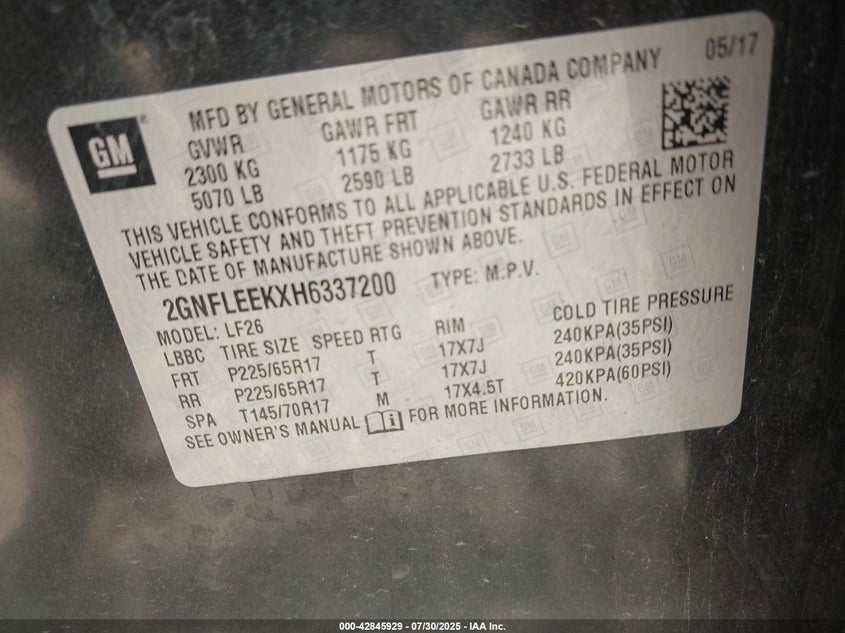 05/17
MFD BY GENERAL MOTORS OF CANADA COMPANY
GM ®
GVWR GAWR FRT GAWR RR
2300 KG 1175 KG 1240 KG
5070 LB 2590 LB 2733 LB
THIS VEHICLE CONFORMS TO ALL APPLICABLE U.S. FEDERAL MOTOR
VEHICLE SAFETY AND THEFT PREVENTION STANDARDS IN EFFECT ON
THE DATE OF MANUFACTURE SHOWN ABOVE.
2GNFLEEKXH6337200 TYPE: M.P.V.
MODEL: LF26
LBBC TIRE SIZE SPEED RTG RIM COLD TIRE PRESSURE
FRT P225/65R17 T 17X7J 240KPA(35PSI)
RR P225/65R17 T 17X7J 240KPA(35PSI)
SPA T145/70R17 M 17X4.5T 420KPA(60PSI)
SEE OWNER'S MANUAL i FOR MORE INFORMATION.
000-42845929 - 07/30/2025 - IAA Inc.